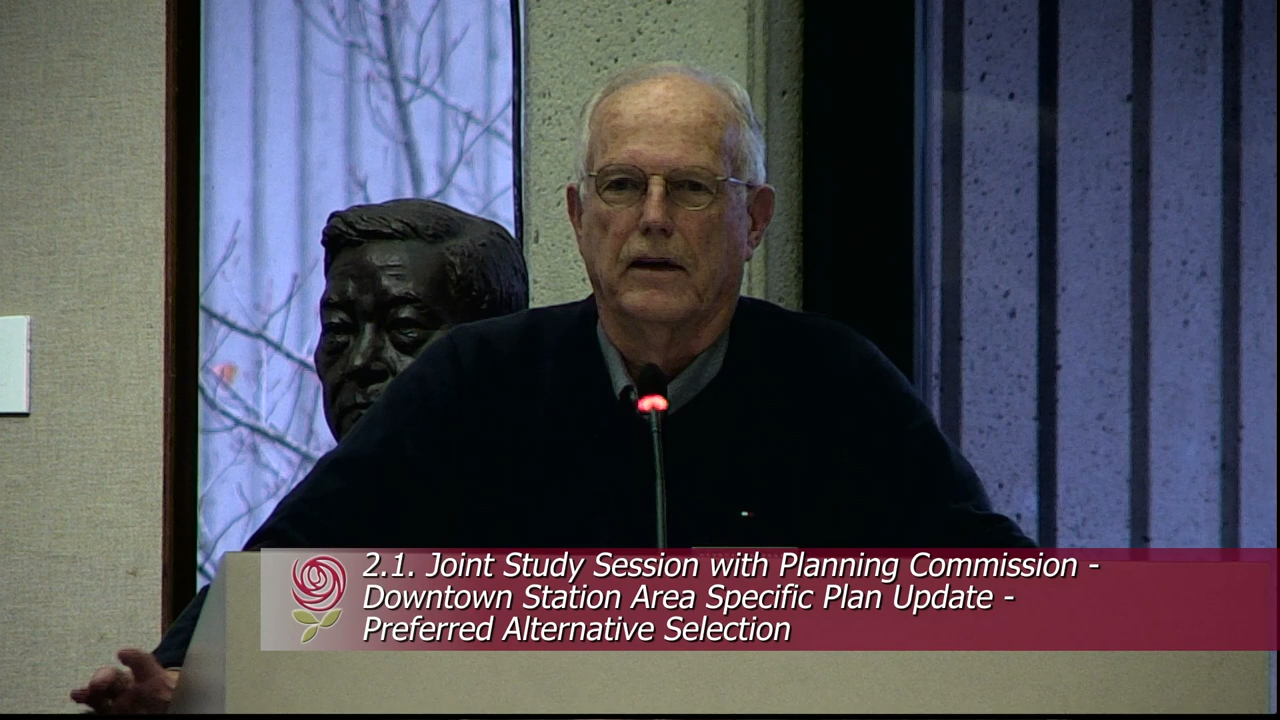 2.1. Joint Study Session with Planning Commission -
Downtown Station Area Specific Plan Update -
Preferred Alternative Selection